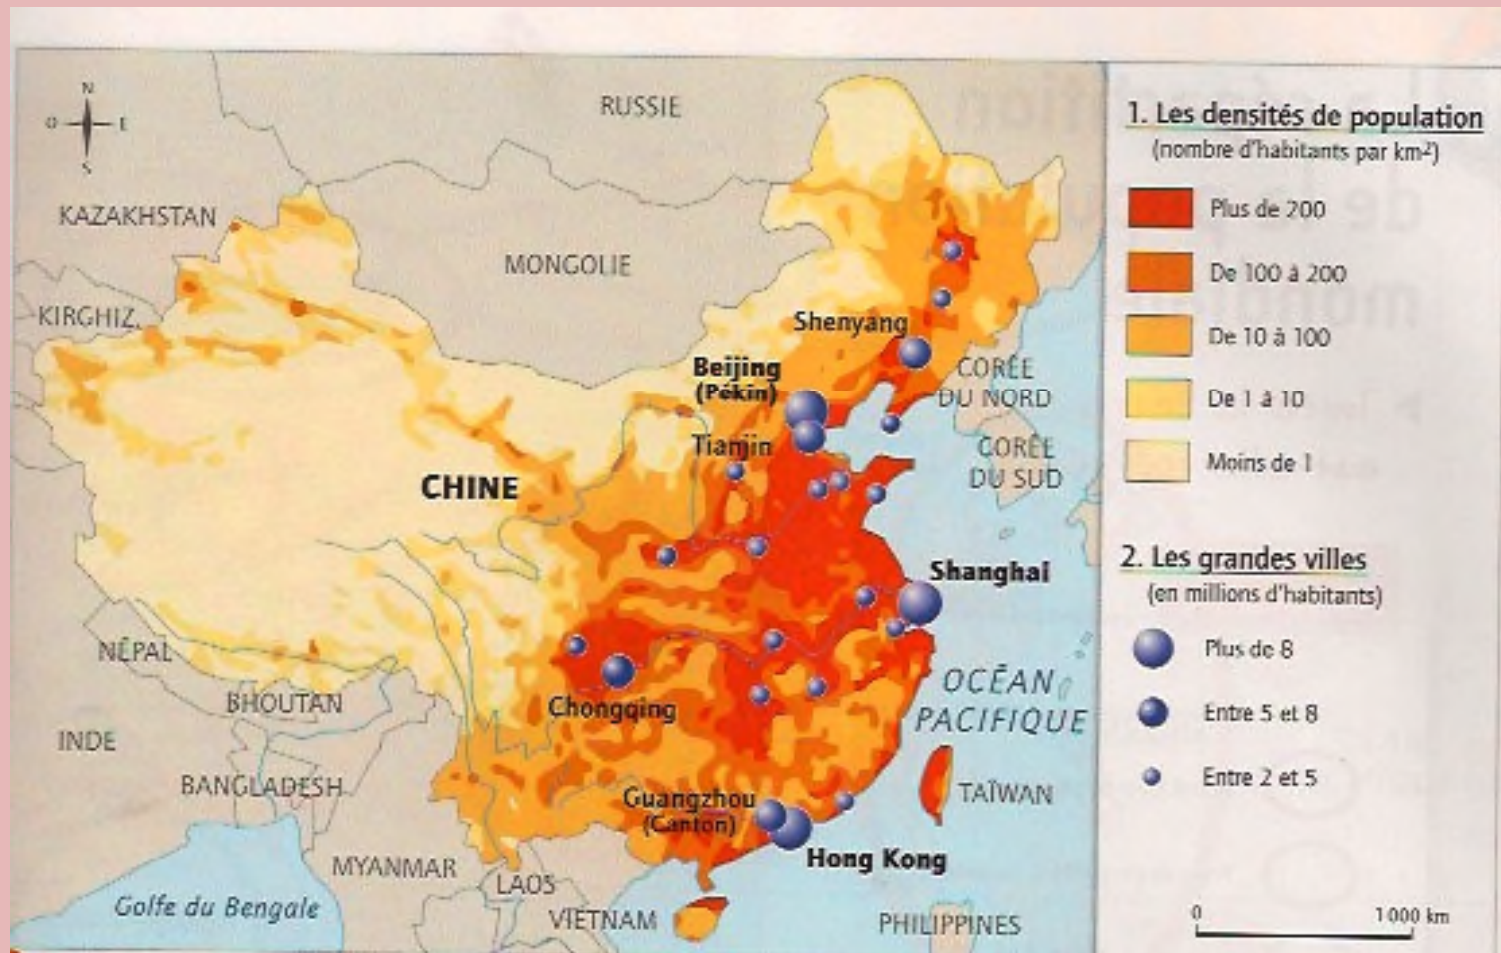 N
O
E
S
RUSSIE
KAZAKHSTAN
MONGOLIE
KIRGHIZ.
Shenyang
Beijing
(Pékin)
CORÉE
DU NORD
Tianjin
CORÉE
DU SUD
CHINE
Shanghai
NÉPAL
BHOUTAN
Chongqing
OCÉAN
PACIFIQUE
INDE
BANGLADESH
Guangzhou
(Canton)
TAÏWAN
Hong Kong
MYANMAR
LAOS
Golfe du Bengale
VIETNAM
PHILIPPINES
1. Les densités de population
(nombre d'habitants par km²)
Plus de 200
De 100 à 200
De 10 à 100
De 1 à 10
Moins de 1
2. Les grandes villes
(en millions d'habitants)
Plus de 8
Entre 5 et 8
Entre 2 et 5
0
1 000 km